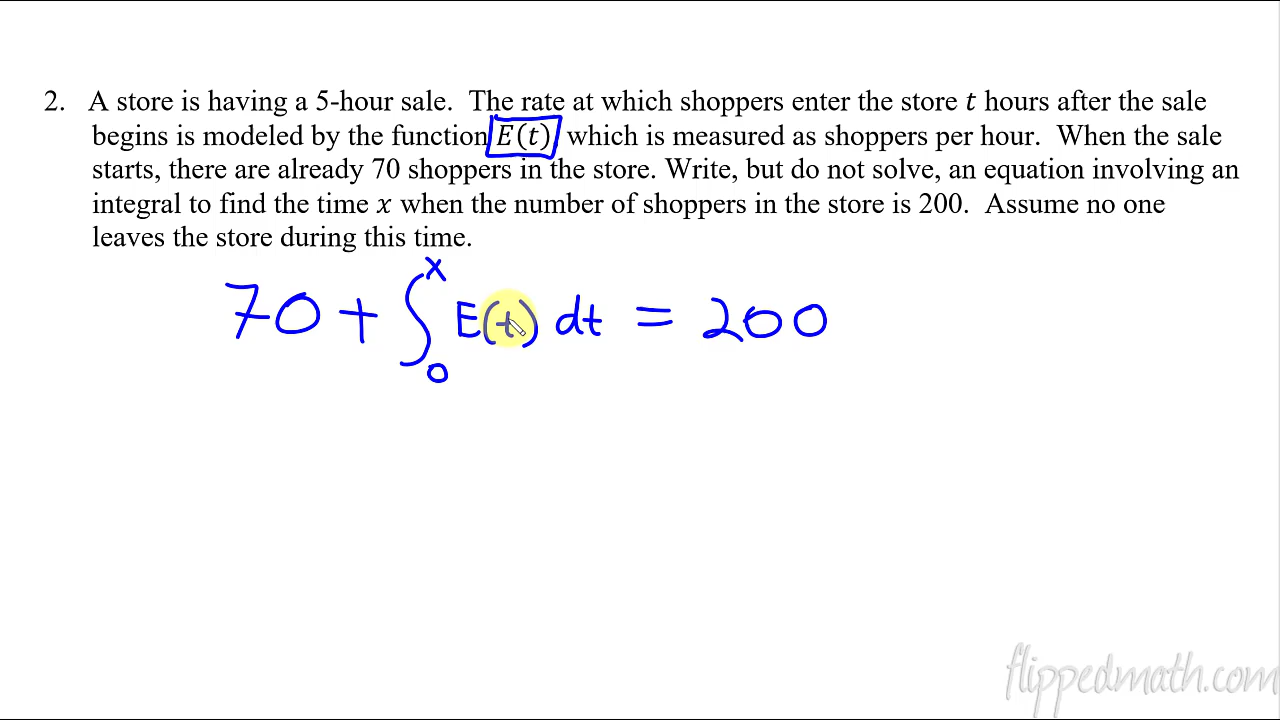 2. A store is having a 5-hour sale. The rate at which shoppers enter the store t hours after the sale
begins is modeled by the function E(t) which is measured as shoppers per hour. When the sale
starts, there are already 70 shoppers in the store. Write, but do not solve, an equation involving an
integral to find the time x when the number of shoppers in the store is 200. Assume no one
leaves the store during this time.
70 + ∫₀ˣ E(t) dt = 200
flippedmath.com